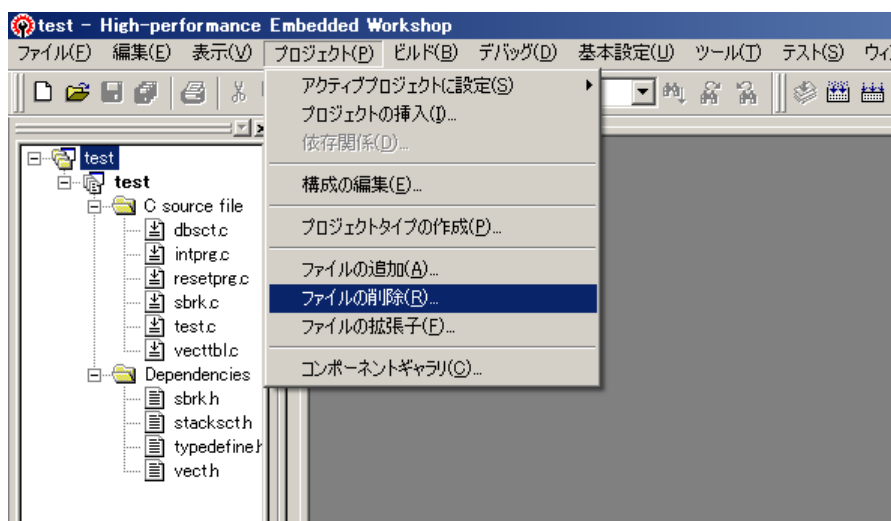 test - High-performance Embedded Workshop
ファイル(F) 編集(E) 表示(V) プロジェクト(P) ビルド(B) デバッグ(D) 基本設定(U) ツール(T) テスト(S)
アクティブプロジェクトに設定(S)
プロジェクトの挿入(I)...
依存関係(D)...
構成の編集(E)...
プロジェクトタイプの作成(P)...
ファイルの追加(A)...
ファイルの削除(R)...
ファイルの拡張子(F)...
コンポーネントギャラリ(C)...
test
test
C source file
dbsct.c
intprg.c
resetprg.c
sbrk.c
test.c
vecttbl.c
Dependencies
sbrk.h
stacksct.h
typedefine.h
vect.h